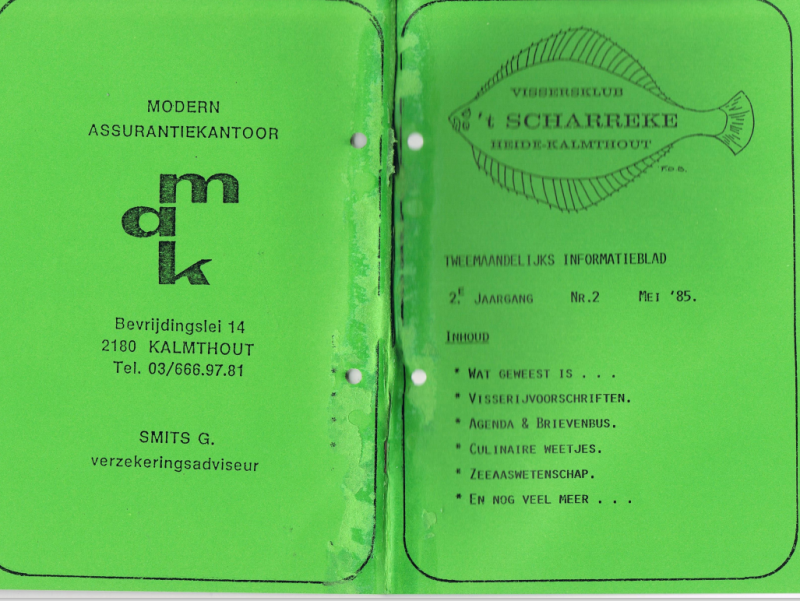 MODERN
ASSURANTIEKANTOOR
m
a
k
Bevrijdingslei 14
2180 KALMTHOUT
Tel. 03/666.97.81
SMITS G.
verzekeringsadviseur
VISSERSKLUB
't SCHARREKE
HEIDE-KALMTHOUT
F.D.B.
TWEEMAANDELIJKS INFORMATIEBLAD
2.E JAARGANG NR.2 MEI '85.
INHOUD
* WAT GEWEEST IS . . .
* VISSERIJVOORSCHRIFTEN.
* AGENDA & BRIEVENBUS.
* CULINAIRE WEETJES.
* ZEEAASWETENSCHAP.
* EN NOG VEEL MEER . . .